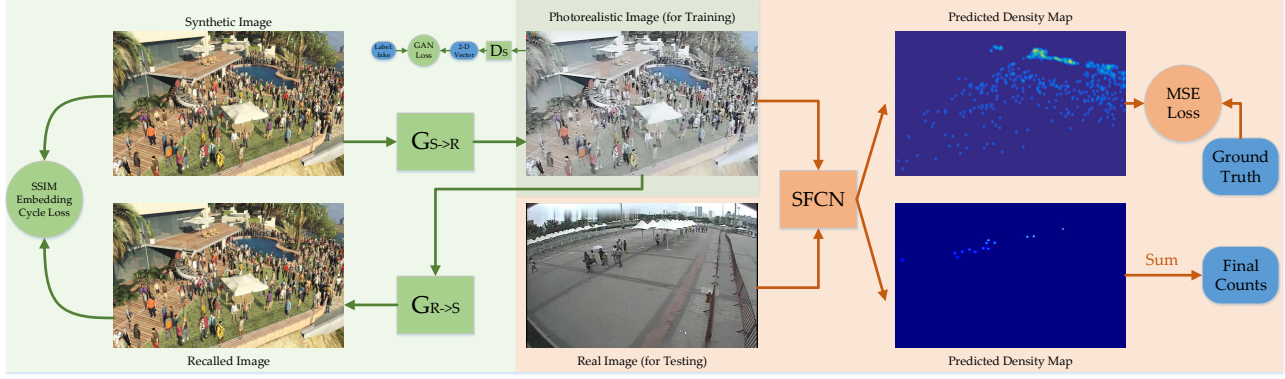 Synthetic Image
Photorealistic Image (for Training)
Predicted Density Map
Label:
fake
GAN
Loss
2-D
Vector
DS
GS->R
MSE
Loss
Ground
Truth
SSIM
Embedding
Cycle Loss
SFCN
GR->S
Sum
Final
Counts
Recalled Image
Real Image (for Testing)
Predicted Density Map